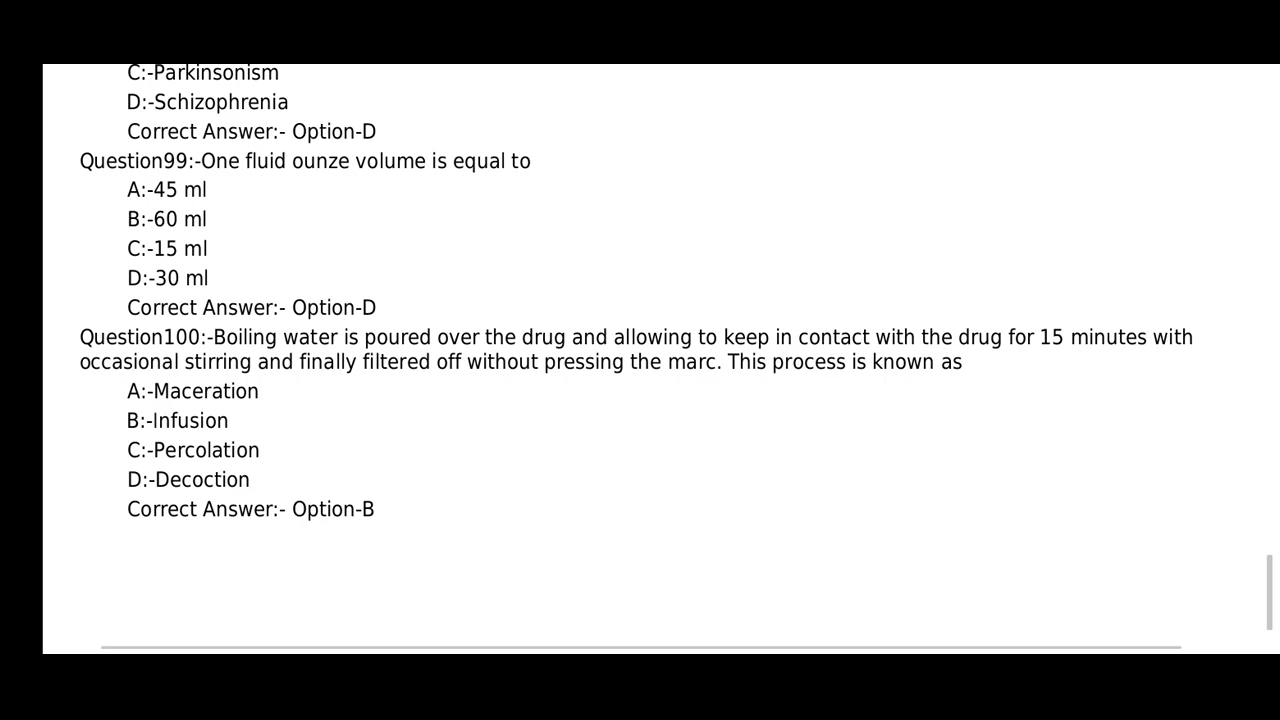 C:-Parkinsonism
D:-Schizophrenia
Correct Answer:- Option-D
Question99:-One fluid ounze volume is equal to
A:-45 ml
B:-60 ml
C:-15 ml
D:-30 ml
Correct Answer:- Option-D
Question100:-Boiling water is poured over the drug and allowing to keep in contact with the drug for 15 minutes with
occasional stirring and finally filtered off without pressing the marc. This process is known as
A:-Maceration
B:-Infusion
C:-Percolation
D:-Decoction
Correct Answer:- Option-B